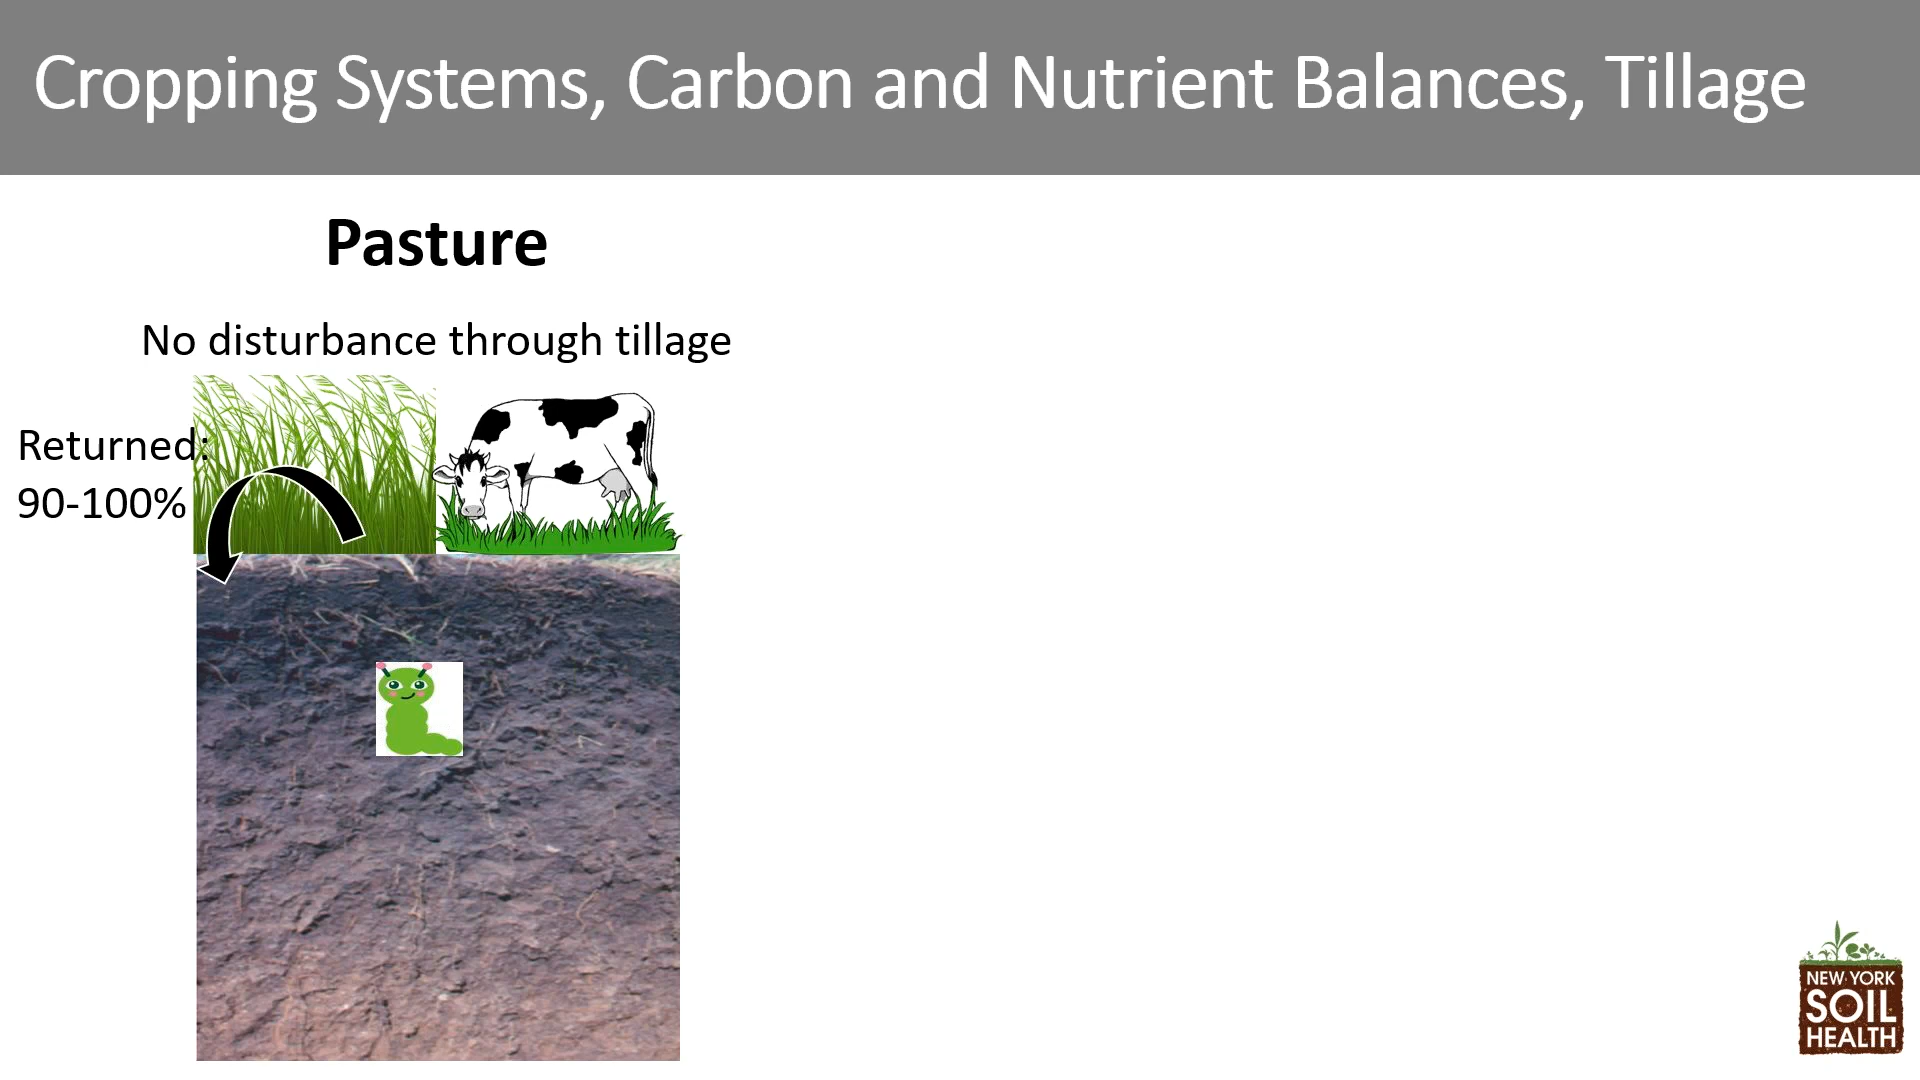 Cropping Systems, Carbon and Nutrient Balances, Tillage
Pasture
No disturbance through tillage
Returned:
90-100%
NEW YORK
SOIL
HEALTH